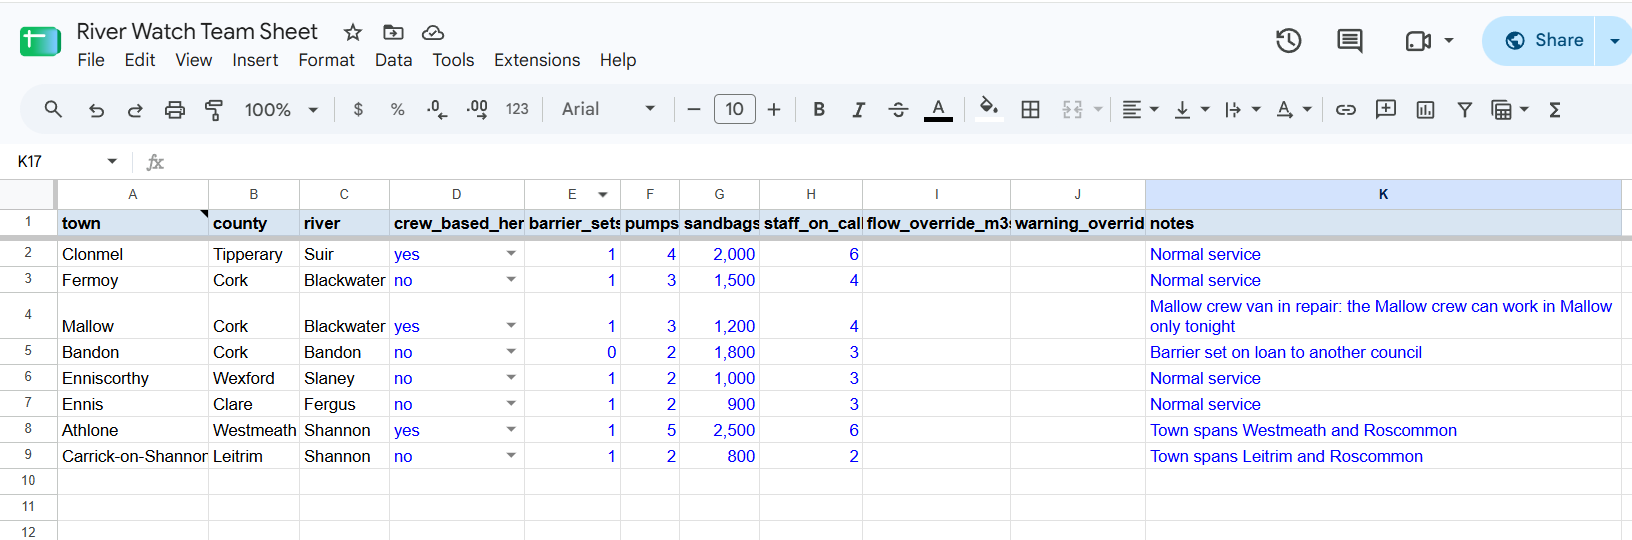 River Watch Team Sheet
File Edit View Insert Format Data Tools Extensions Help
Share
100% $ % .0 .00 123 Arial 10 B I A A Σ
K17 fx
A B C D E F G H I J K
1 town county river crew_based_her barrier_sets pumps sandbags staff_on_call flow_override_m3s warning_overrid notes
2 Clonmel Tipperary Suir yes 1 4 2,000 6 Normal service
3 Fermoy Cork Blackwater no 1 3 1,500 4 Normal service
4 Mallow Cork Blackwater yes 1 3 1,200 4 Mallow crew van in repair: the Mallow crew can work in Mallow
only tonight
5 Bandon Cork Bandon no 0 2 1,800 3 Barrier set on loan to another council
6 Enniscorthy Wexford Slaney no 1 2 1,000 3 Normal service
7 Ennis Clare Fergus no 1 2 900 3 Normal service
8 Athlone Westmeath Shannon yes 1 5 2,500 6 Town spans Westmeath and Roscommon
9 Carrick-on-Shannon Leitrim Shannon no 1 2 800 2 Town spans Leitrim and Roscommon
10
11
12